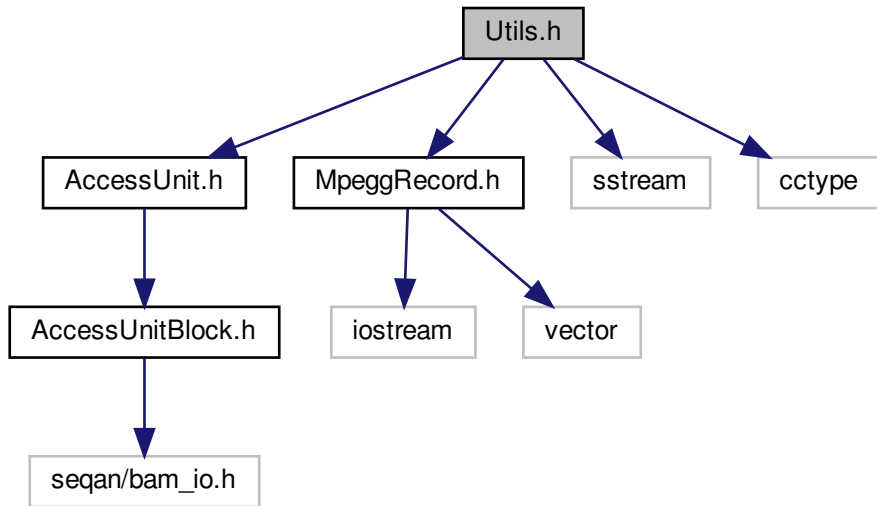 Utils.h
AccessUnit.h
MpeggRecord.h
sstream
cctype
AccessUnitBlock.h
iostream
vector
seqan/bam_io.h